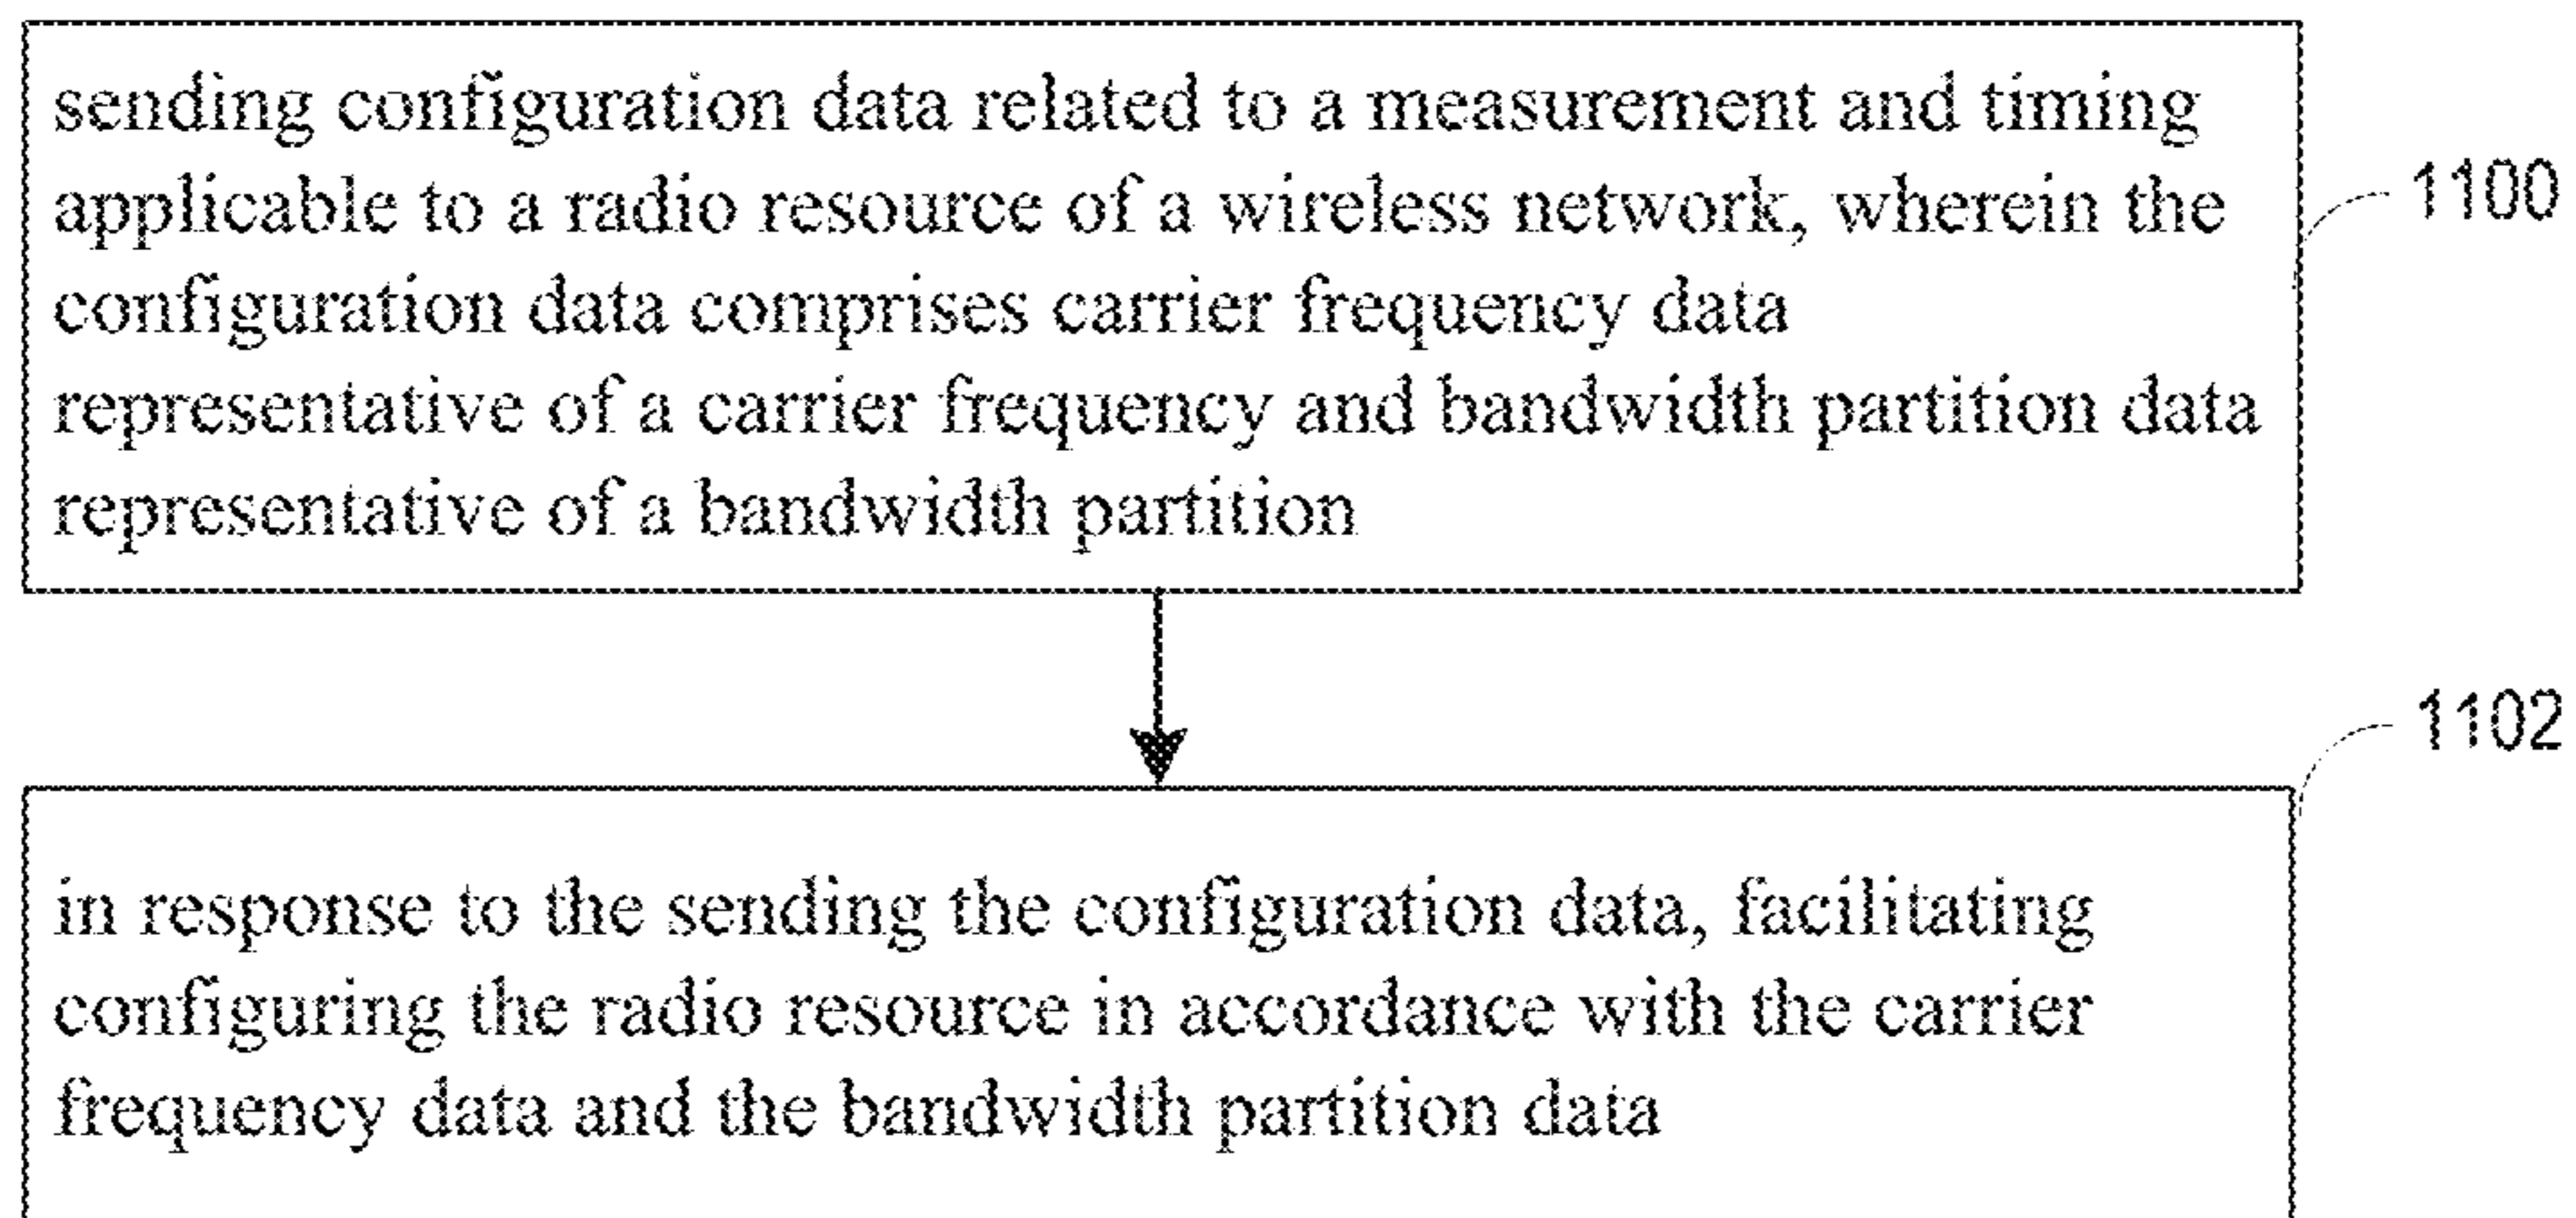 sending configuration data related to a measurement and timing
applicable to a radio resource of a wireless network, wherein the
configuration data comprises carrier frequency data
representative of a carrier frequency and bandwidth partition data
representative of a bandwidth partition
1100
1102
in response to the sending the configuration data, facilitating
configuring the radio resource in accordance with the carrier
frequency data and the bandwidth partition data